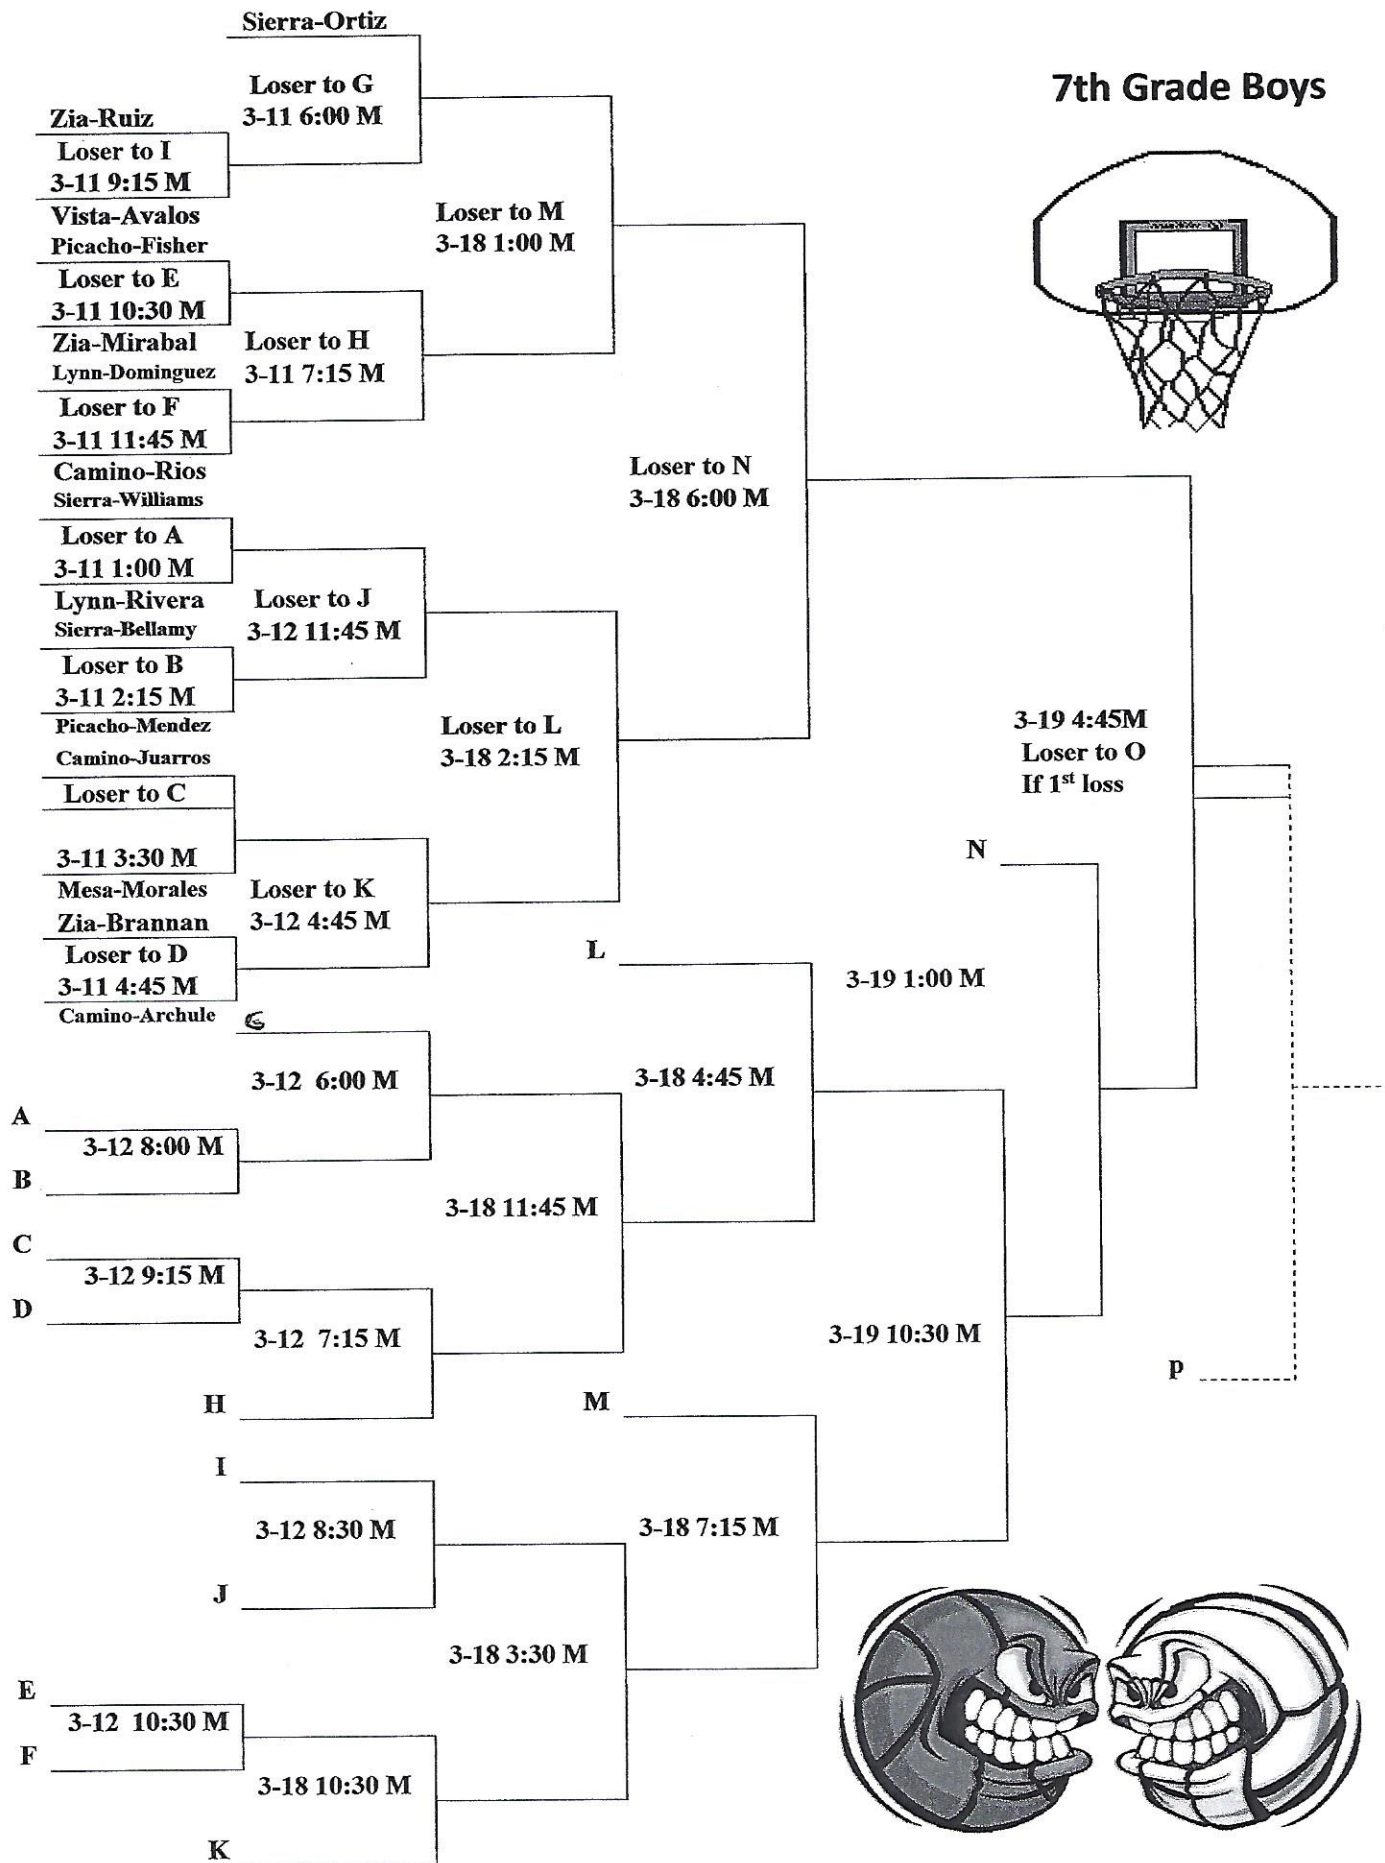 Sierra-Ortiz
Loser to G
3-11 6:00 M
7th Grade Boys
Zia-Ruiz
Loser to I
3-11 9:15 M
Vista-Avalos
Picacho-Fisher
Loser to M
3-18 1:00 M
Loser to E
3-11 10:30 M
Zia-Mirabal
Lynn-Dominguez
Loser to H
3-11 7:15 M
Loser to F
3-11 11:45 M
Camino-Rios
Sierra-Williams
Loser to N
3-18 6:00 M
Loser to A
3-11 1:00 M
Lynn-Rivera
Sierra-Bellamy
Loser to J
3-12 11:45 M
Loser to B
3-11 2:15 M
Picacho-Mendez
Camino-Juarros
Loser to L
3-18 2:15 M
3-19 4:45M
Loser to O
If 1st loss
Loser to C
3-11 3:30 M
Mesa-Morales
Zia-Brannan
Loser to K
3-12 4:45 M
N
Loser to D
3-11 4:45 M
Camino-Archule
L
3-19 1:00 M
G
3-12 6:00 M
3-18 4:45 M
A
3-12 8:00 M
B
3-18 11:45 M
C
3-12 9:15 M
D
3-12 7:15 M
3-19 10:30 M
H
M
p
I
3-12 8:30 M
3-18 7:15 M
J
3-18 3:30 M
E
3-12 10:30 M
F
3-18 10:30 M
K